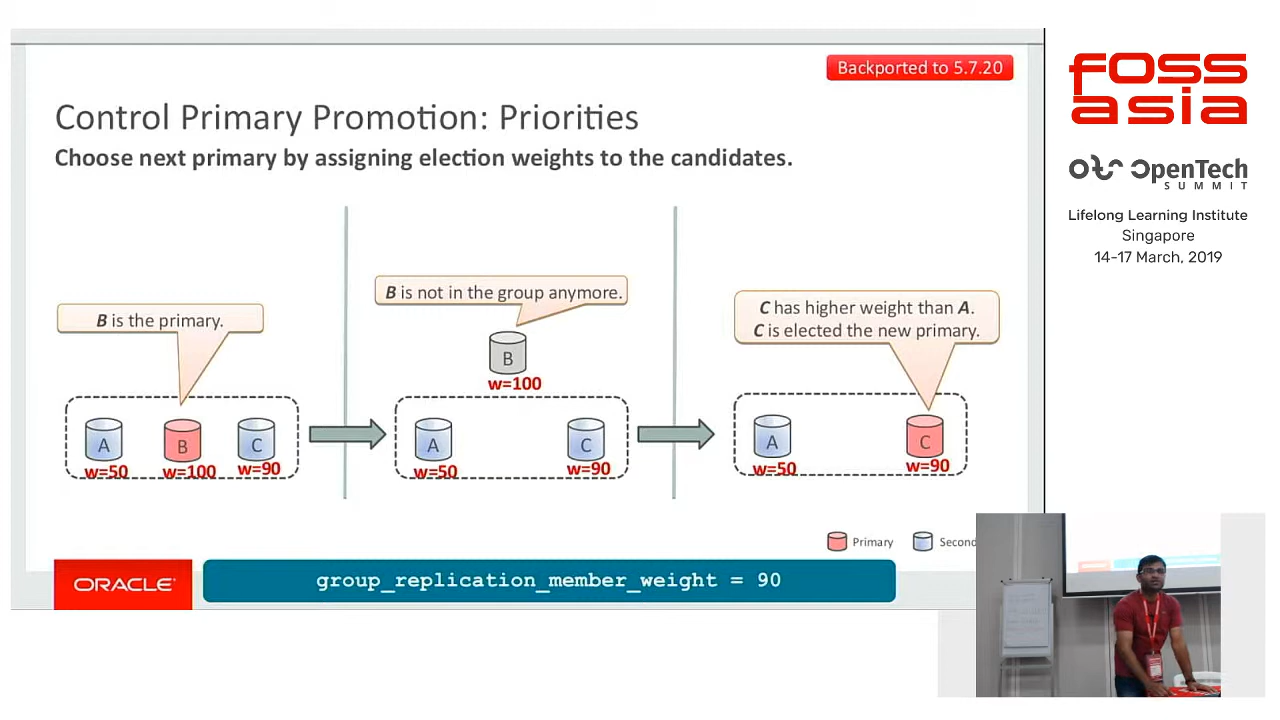 Backported to 5.7.20
Control Primary Promotion: Priorities
Choose next primary by assigning election weights to the candidates.
B is the primary.
A
B
C
w=50
w=100
w=90
B is not in the group anymore.
B
w=100
A
C
w=50
w=90
C has higher weight than A.
C is elected the new primary.
A
C
w=50
w=90
Primary
Second
ORACLE
group_replication_member_weight = 90
FOSS
asia
OpenTech
SUMMIT
Lifelong Learning Institute
Singapore
14-17 March, 2019